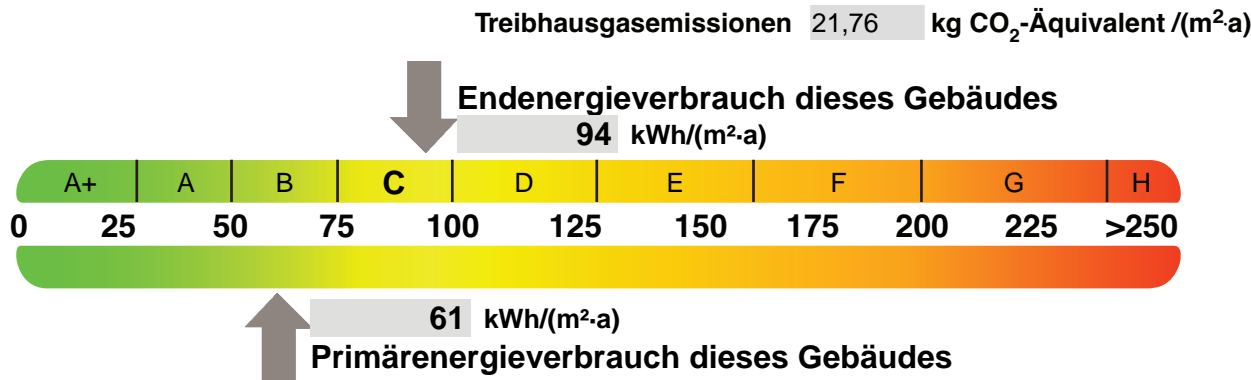 Treibhausgasemissionen 21,76 kg CO₂-Äquivalent /(m²·a)
Endenergieverbrauch dieses Gebäudes
94 kWh/(m²·a)
A+ A B C D E F G H
0 25 50 75 100 125 150 175 200 225 >250
61 kWh/(m²·a)
Primärenergieverbrauch dieses Gebäudes